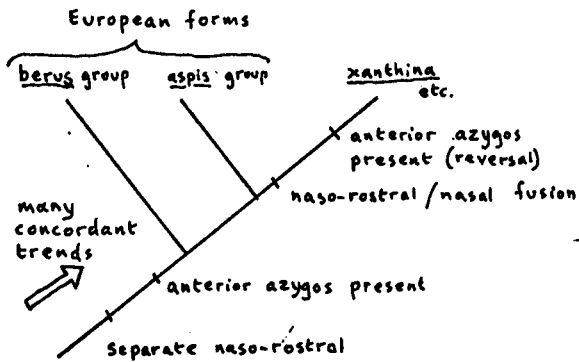 European forms
berus group
aspis group
xanthina
etc.
anterior azygos
present (reversal)
naso-rostral/nasal fusion
many
concordant
trends
anterior azygos present
separate naso-rostral